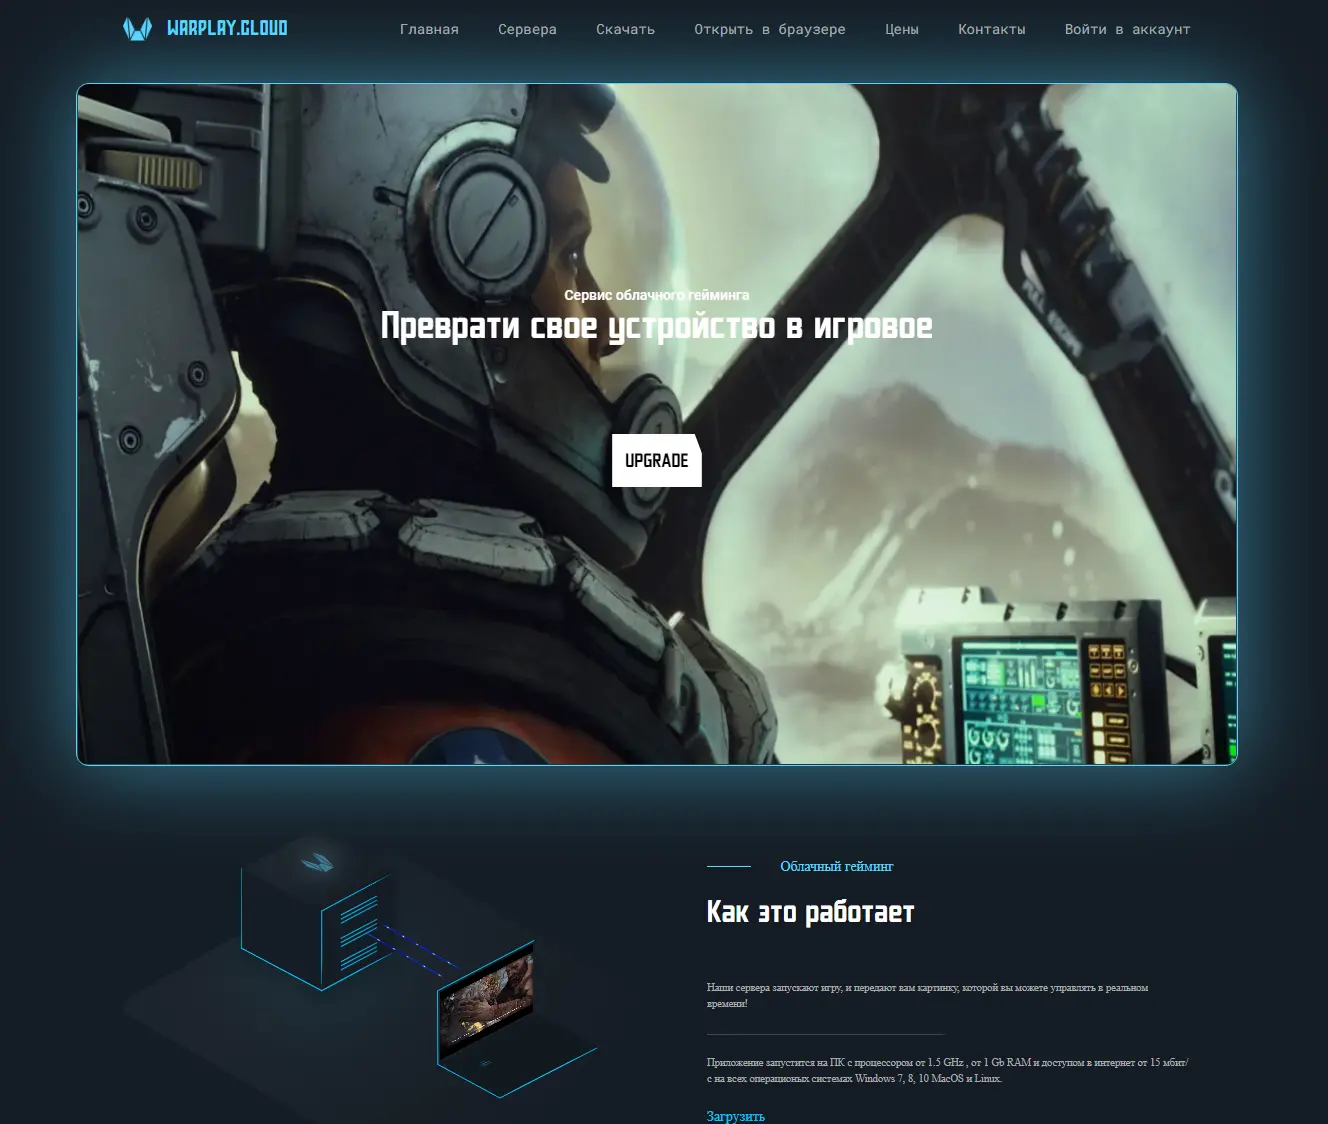 WARPLAY.CLOUD
Главная Сервера Скачать Открыть в браузере Цены Контакты Войти в аккаунт
Сервис облачного гейминга
Преврати свое устройство в игровое
UPGRADE
Облачный гейминг
Как это работает
Наши сервера запускают игру, и передают вам картинку, которой вы можете управлять в реальном
времени!
Приложение запустится на ПК с процессором от 1.5 GHz , от 1 Gb RAM и доступом в интернет от 15 мбит/
с на всех операционых системах Windows 7, 8, 10 MacOS и Linux.
Загрузить